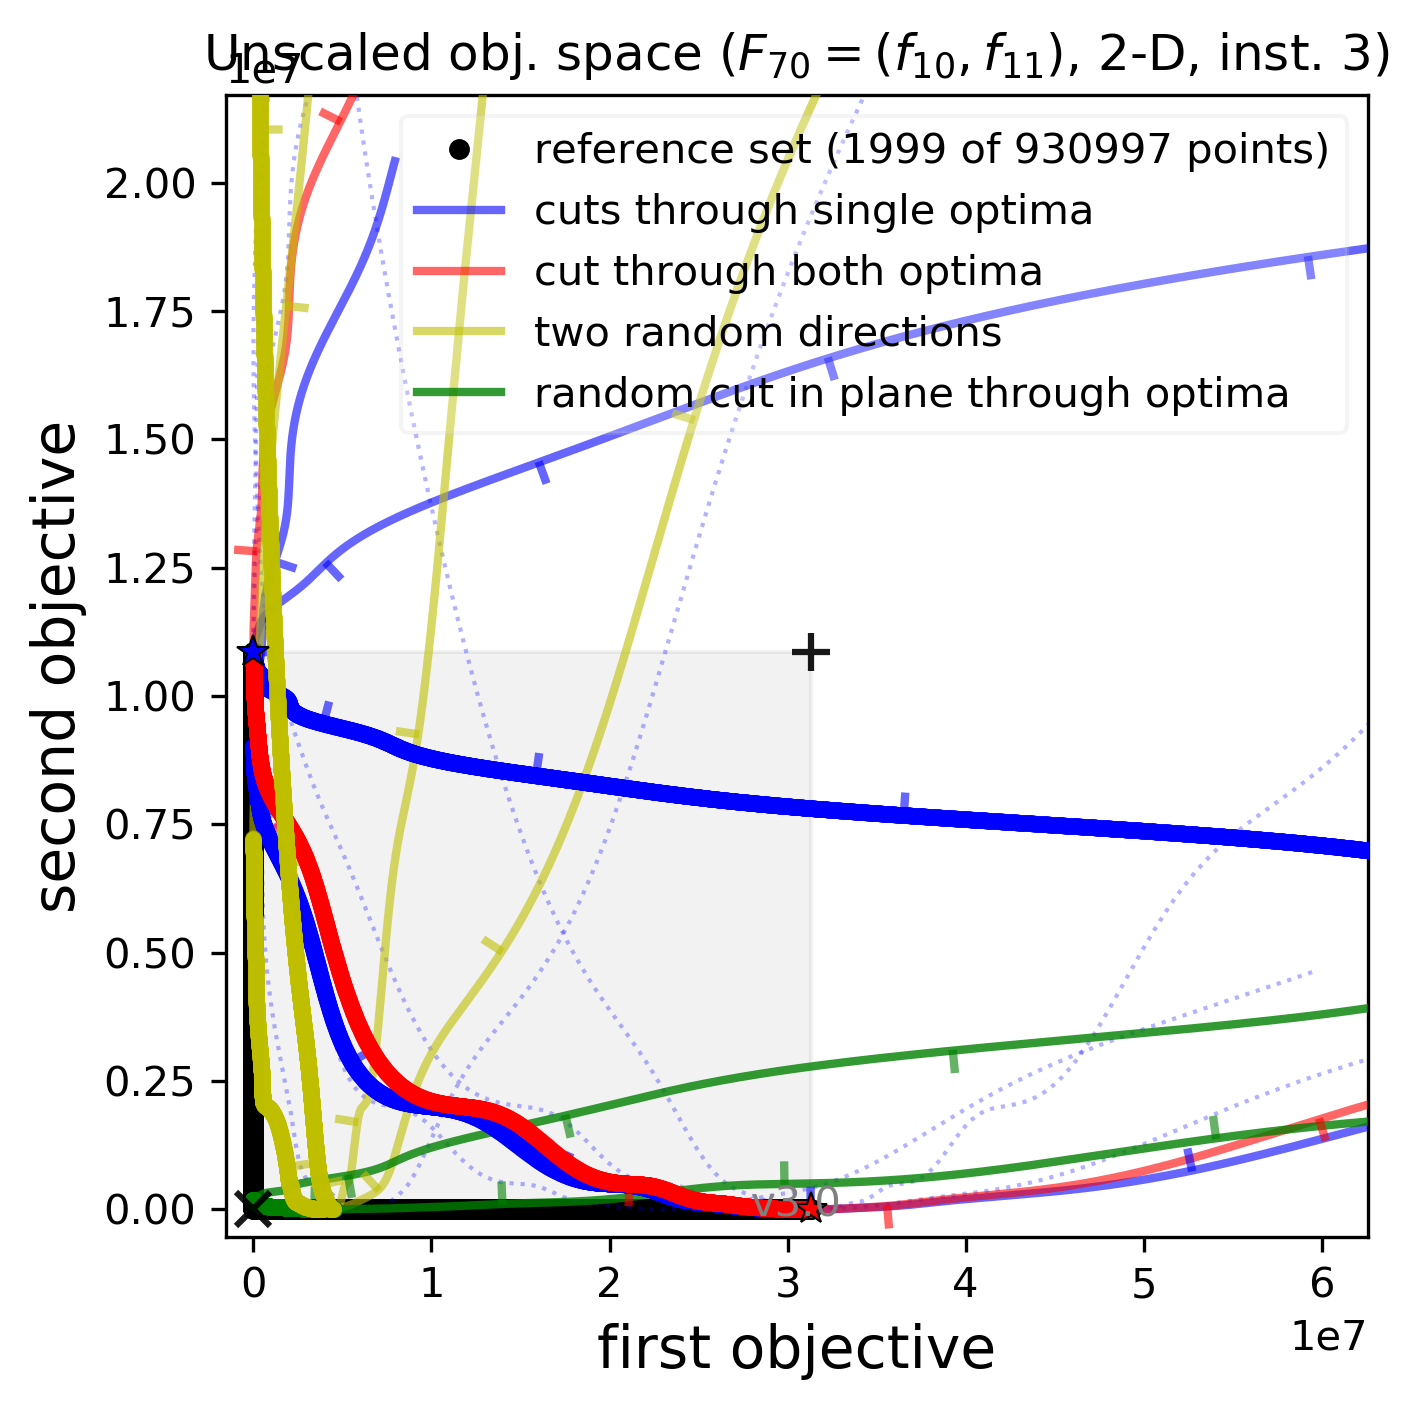 Unscaled obj. space ($F_{70} = (f_{10}, f_{11})$, 2-D, inst. 3)
1e7
reference set (1999 of 930997 points)
cuts through single optima
cut through both optima
two random directions
random cut in plane through optima
second objective
2.00
1.75
1.50
1.25
1.00
0.75
0.50
0.25
0.00
v3.0
0 1 2 3 4 5 6
1e7
first objective